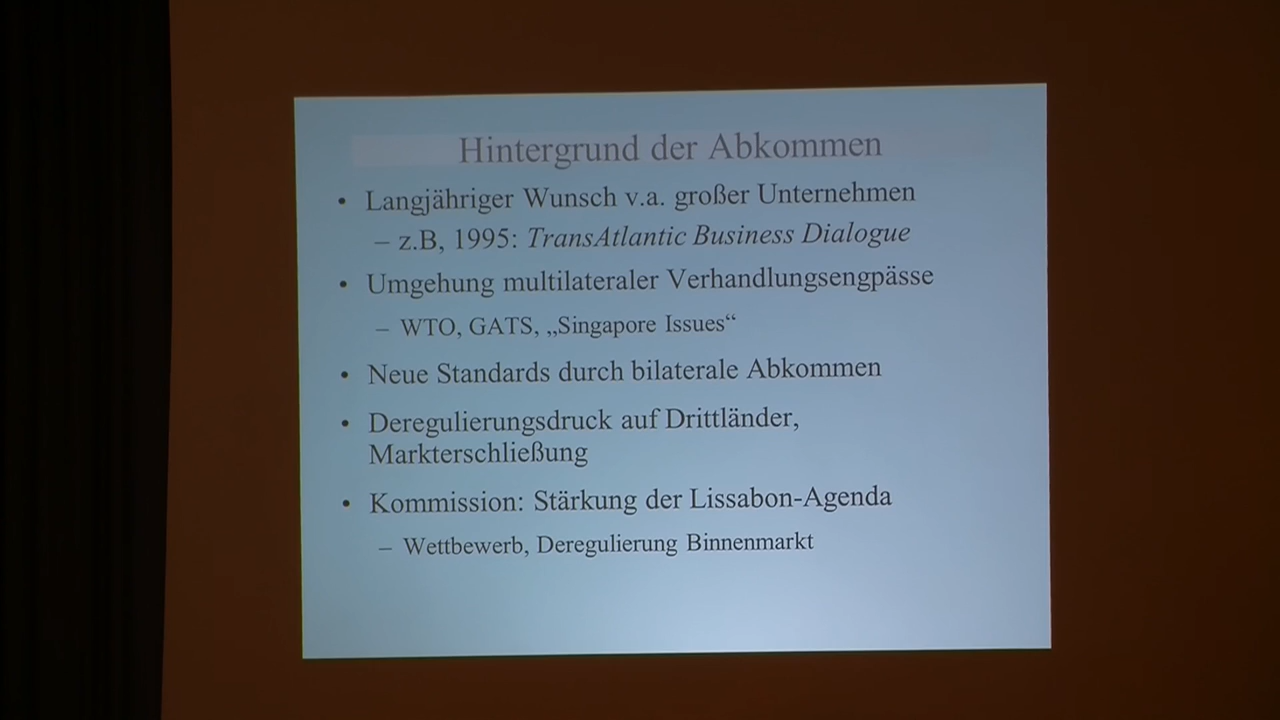 Hintergrund der Abkommen
• Langjähriger Wunsch v.a. großer Unternehmen
– z.B, 1995: TransAtlantic Business Dialogue
• Umgehung multilateraler Verhandlungsengpässe
– WTO, GATS, „Singapore Issues“
• Neue Standards durch bilaterale Abkommen
• Deregulierungsdruck auf Drittländer,
Markterschließung
• Kommission: Stärkung der Lissabon-Agenda
– Wettbewerb, Deregulierung Binnenmarkt